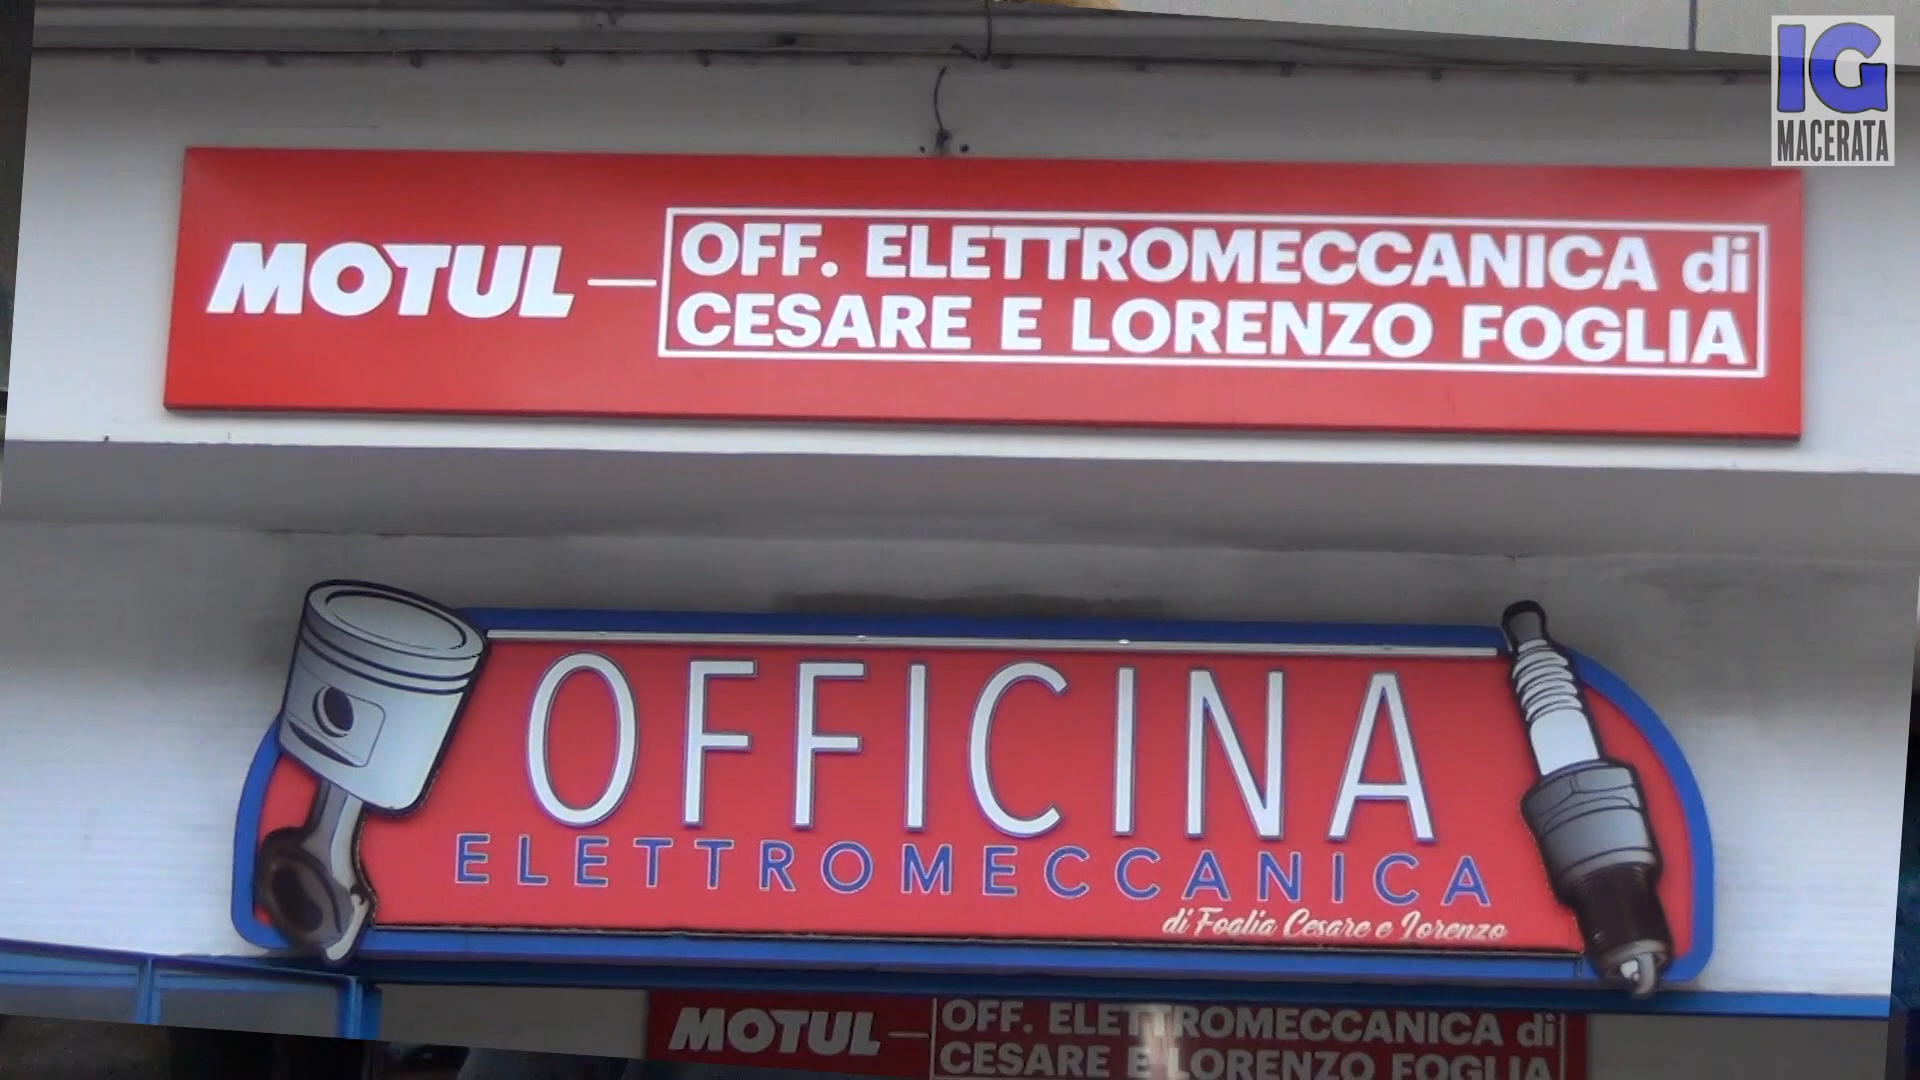 IG
MACERATA
MOTUL
OFF. ELETTROMECCANICA di
CESARE E LORENZO FOGLIA
OFFICINA
ELETTROMECCANICA
di Foglia Cesare e Lorenzo
MOTUL
OFF. ELETTROMECCANICA di
CESARE E LORENZO FOGLIA